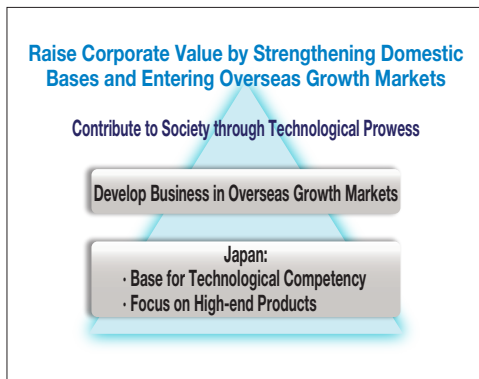 Raise Corporate Value by Strengthening Domestic
Bases and Entering Overseas Growth Markets
Contribute to Society through Technological Prowess
Develop Business in Overseas Growth Markets
Japan:
· Base for Technological Competency
· Focus on High-end Products